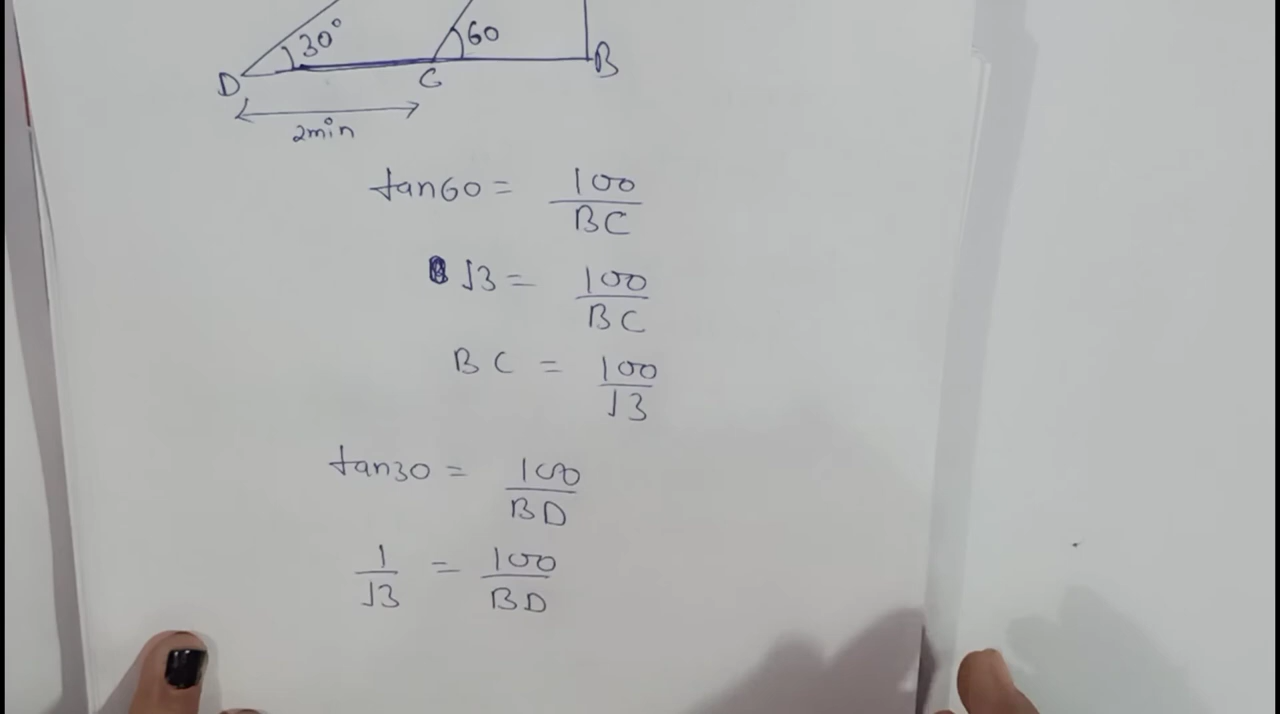 30°
60
D
C
B
2min
tan60 = 100/BC
√3 = 100/BC
BC = 100/√3
tan30 = 100/BD
1/√3 = 100/BD